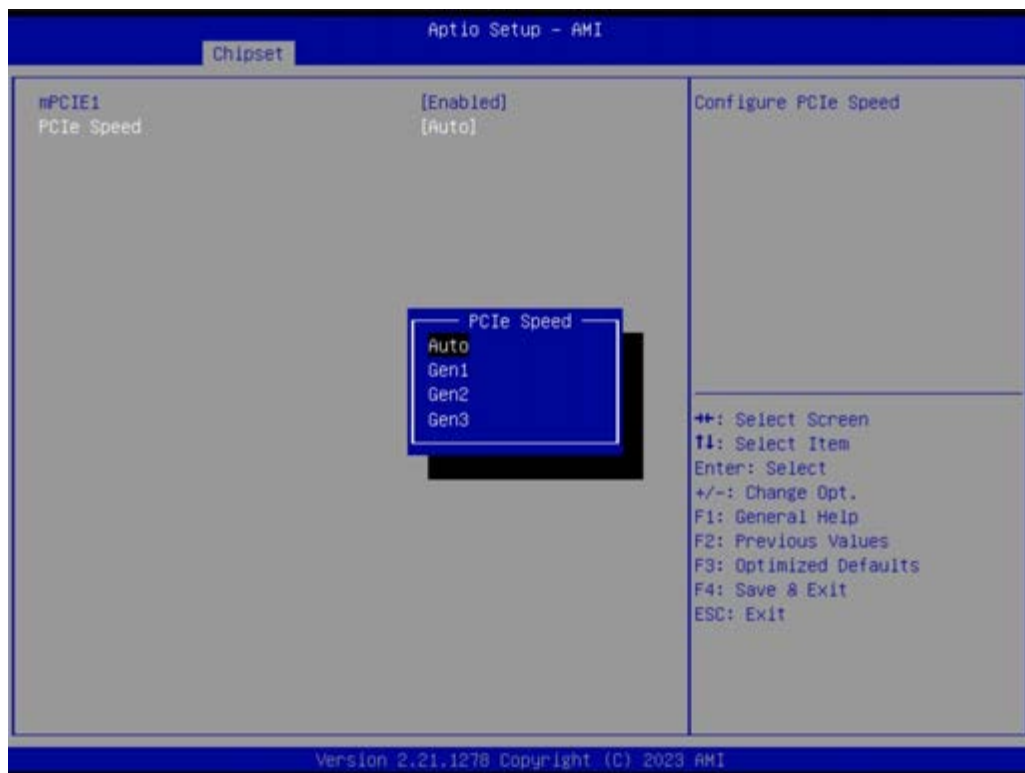 Aptio Setup - AMI
Chipset
mPCIE1 [Enabled]
PCIe Speed [Auto]
Configure PCIe Speed
PCIe Speed
Auto
Gen1
Gen2
Gen3
→←: Select Screen
↑↓: Select Item
Enter: Select
+/-: Change Opt.
F1: General Help
F2: Previous Values
F3: Optimized Defaults
F4: Save & Exit
ESC: Exit
Version 2.21.1278 Copyright (C) 2023 AMI